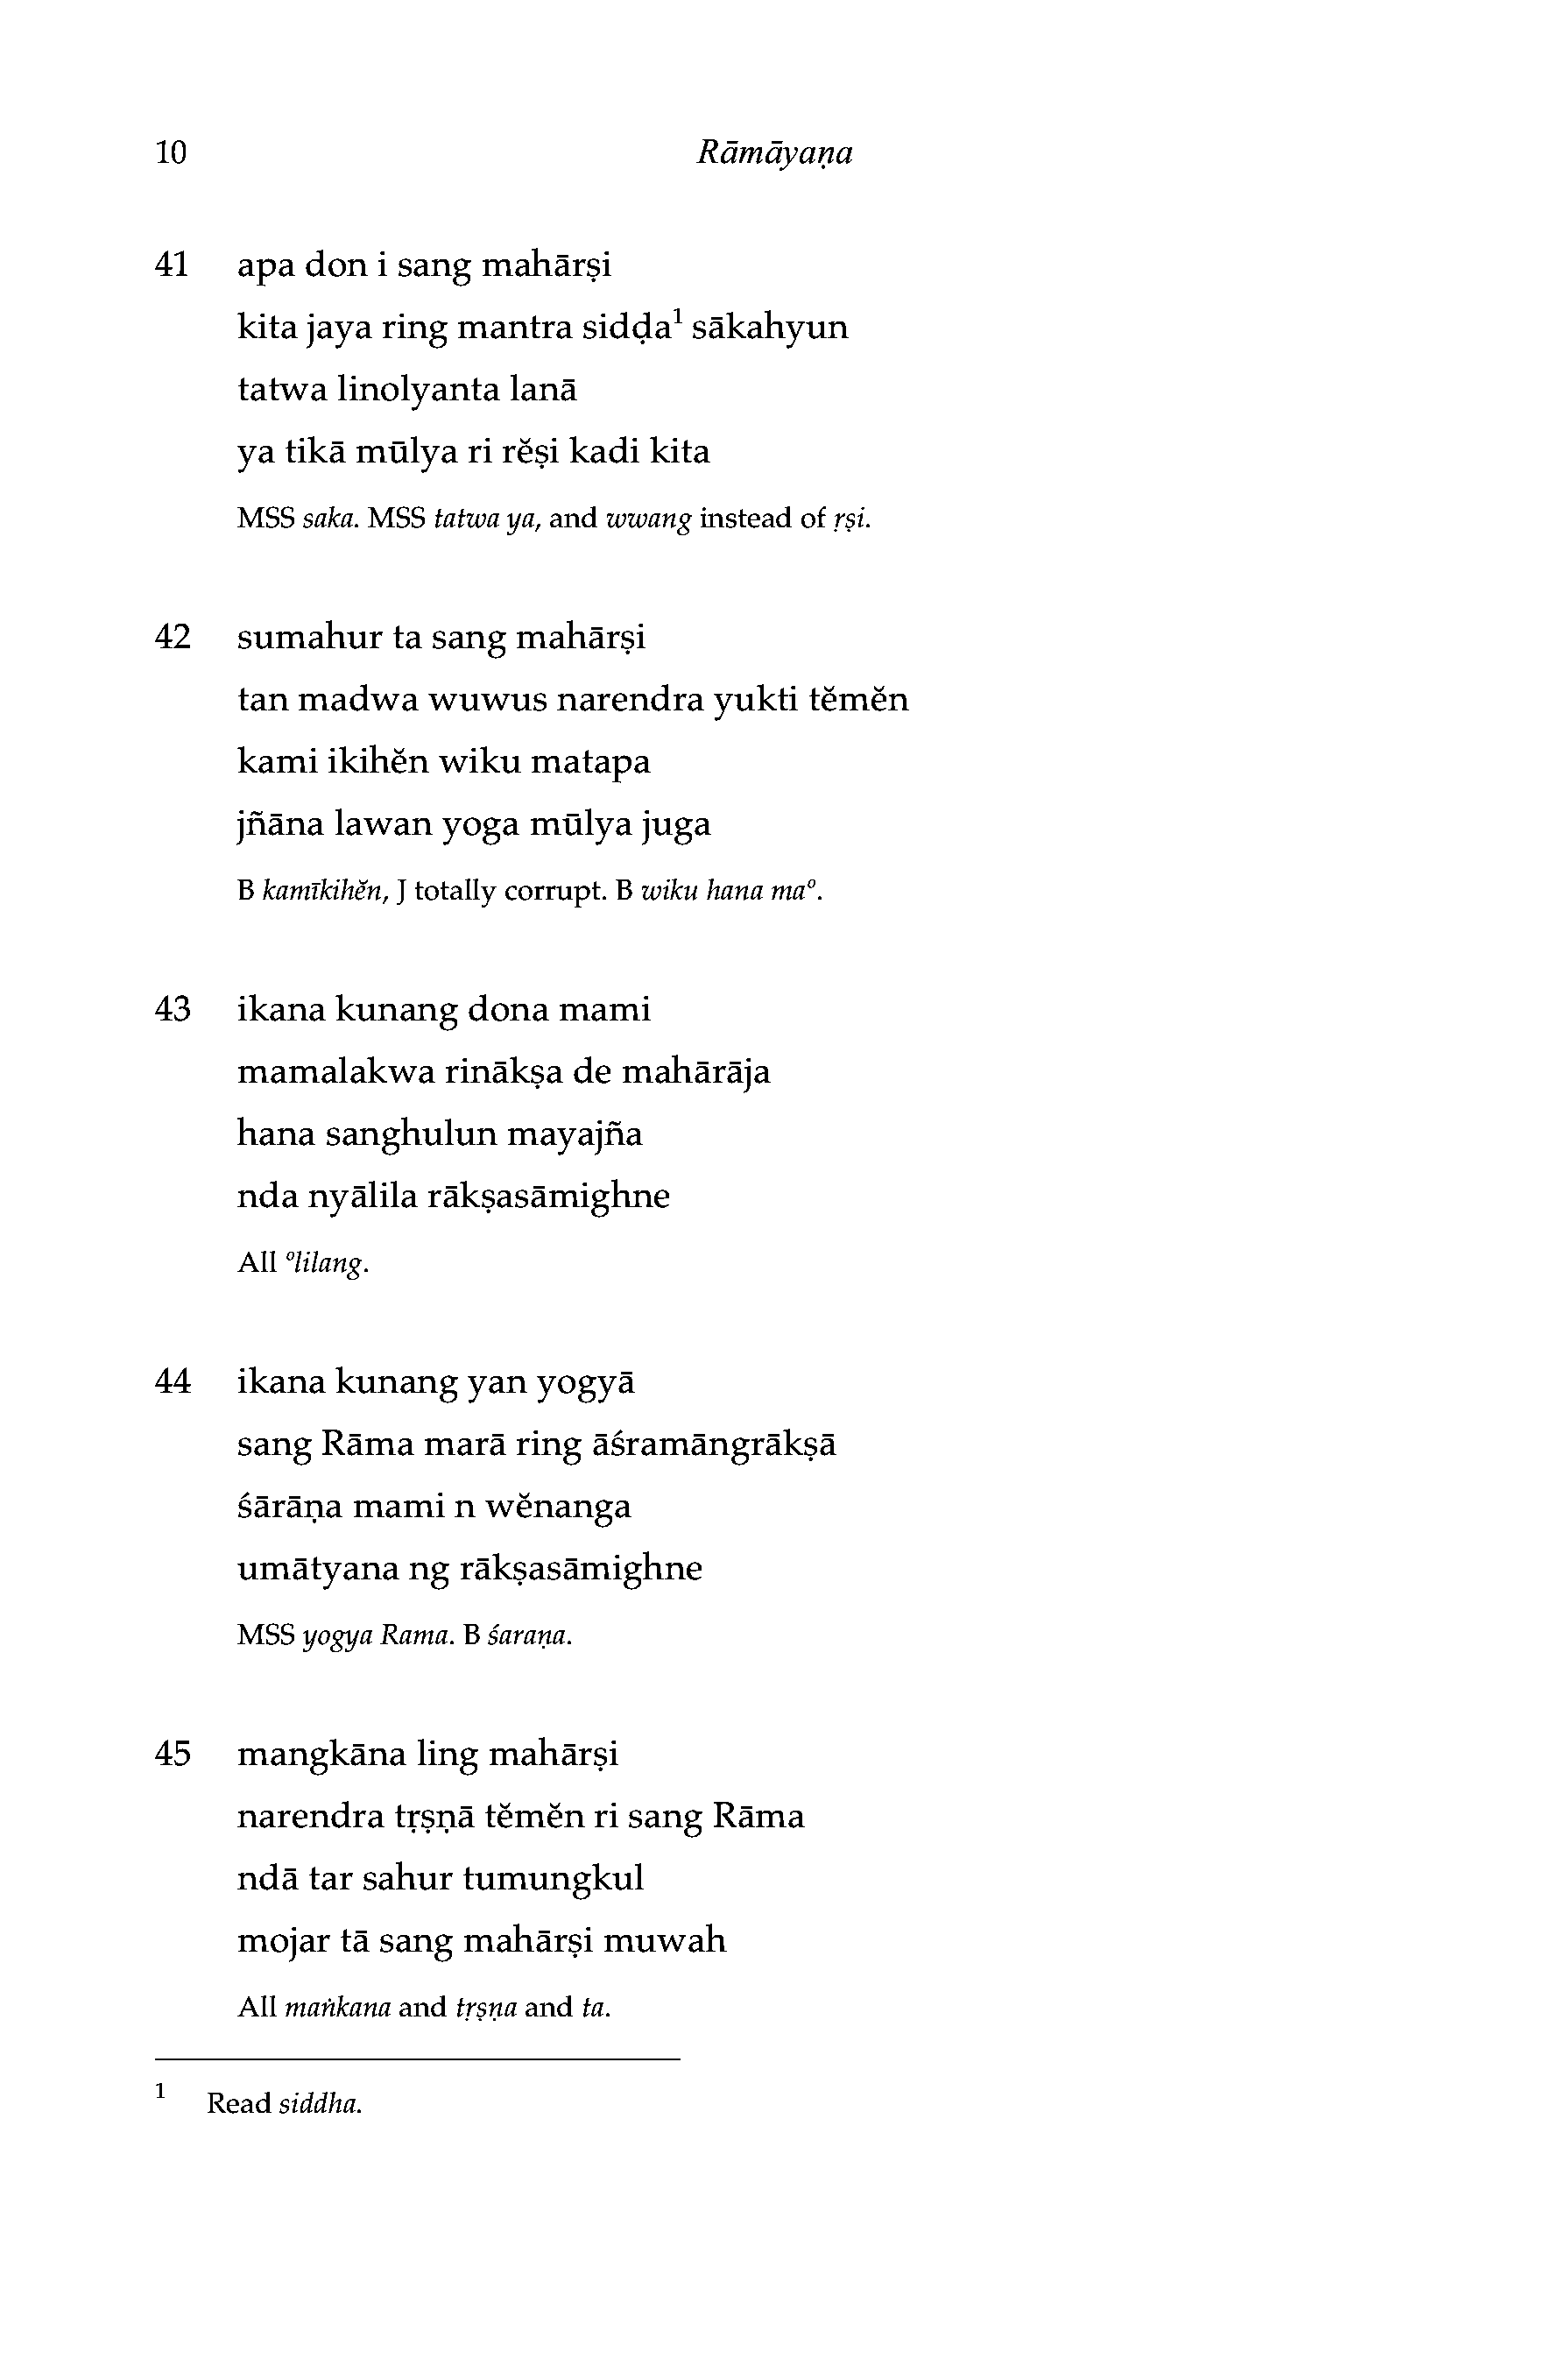 10 Rāmāyaṇa
41 apa don i sang mahārṣi
kita jaya ring mantra sidḍa¹ sākahyun
tatwa linolyanta lanā
ya tikā mūlya ri rĕṣi kadi kita
MSS saka. MSS tatwa ya, and wwang instead of ṛṣi.
42 sumahur ta sang mahārṣi
tan madwa wuwus narendra yukti tĕmĕn
kami ikihĕn wiku matapa
jñāna lawan yoga mūlya juga
B kamīkihĕn, J totally corrupt. B wiku hana maº.
43 ikana kunang dona mami
mamalakwa rinākṣa de mahārāja
hana sanghulun mayajña
nda nyālila rākṣasāmighne
All ºlilang.
44 ikana kunang yan yogyā
sang Rāma marā ring āśramāngrākṣā
śārāṇa mami n wĕnanga
umātyana ng rākṣasāmighne
MSS yogya Rama. B śaraṇa.
45 mangkāna ling mahārṣi
narendra tṛṣṇā tĕmĕn ri sang Rāma
ndā tar sahur tumungkul
mojar tā sang mahārṣi muwah
All maṅkana and tṛṣṇa and ta.
¹ Read siddha.